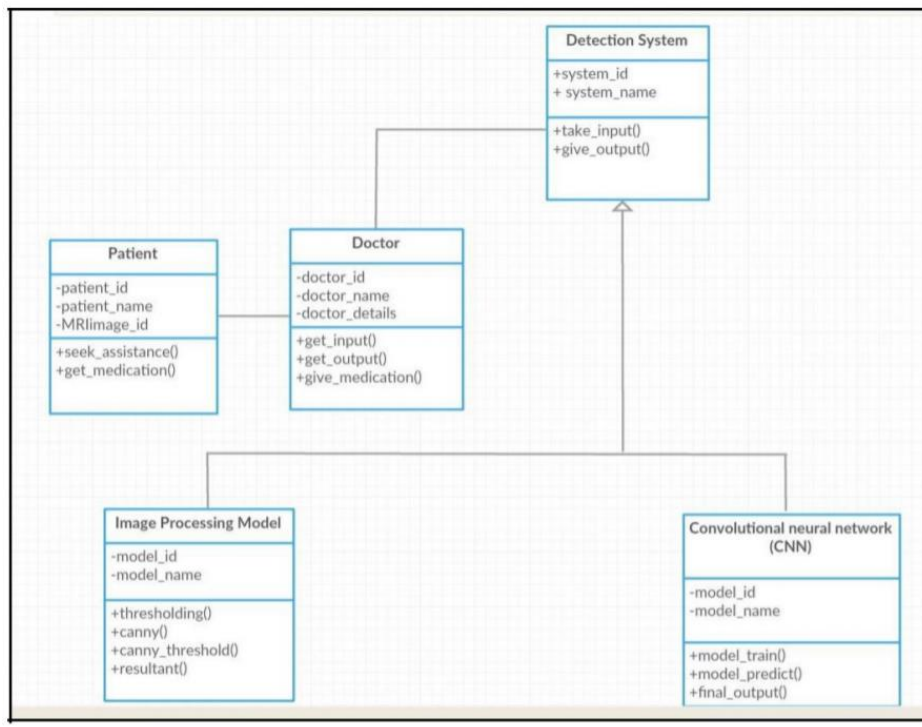 Detection System
+system_id
+ system_name
+take_input()
+give_output()
Patient
-patient_id
-patient_name
-MRIimage_id
+seek_assistance()
+get_medication()
Doctor
-doctor_id
-doctor_name
-doctor_details
+get_input()
+get_output()
+give_medication()
Image Processing Model
-model_id
-model_name
+thresholding()
+canny()
+canny_threshold()
+resultant()
Convolutional neural network
(CNN)
-model_id
-model_name
+model_train()
+model_predict()
+final_output()